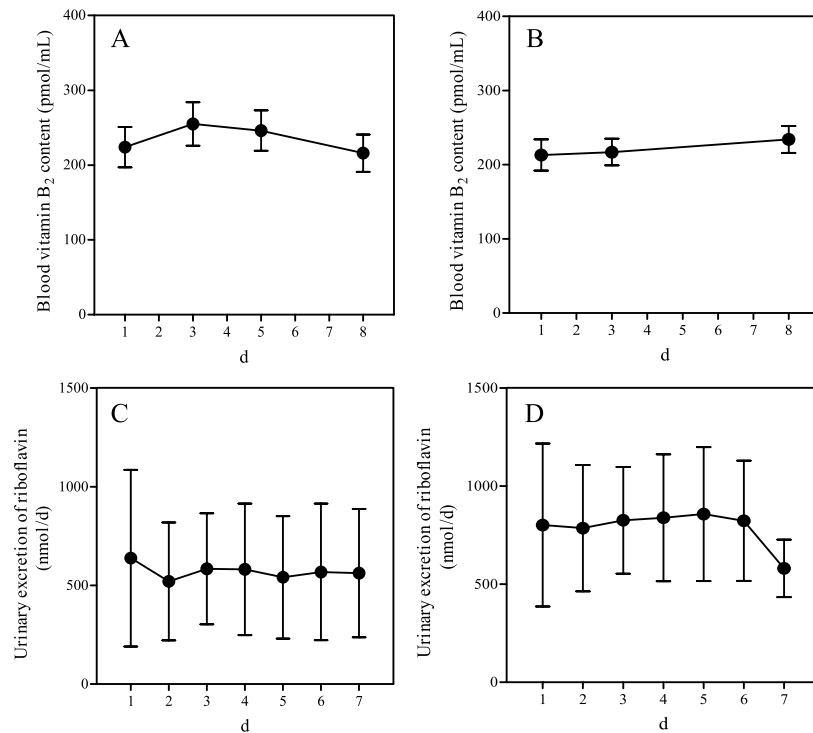 A
Blood vitamin B₂ content (pmol/mL)
400
300
200
100
0
1 2 3 4 5 6 7 8
d
B
Blood vitamin B₂ content (pmol/mL)
400
300
200
100
0
1 2 3 4 5 6 7 8
d
C
Urinary excretion of riboflavin
(nmol/d)
1500
1000
500
0
1 2 3 4 5 6 7
d
D
Urinary excretion of riboflavin
(nmol/d)
1500
1000
500
0
1 2 3 4 5 6 7
d